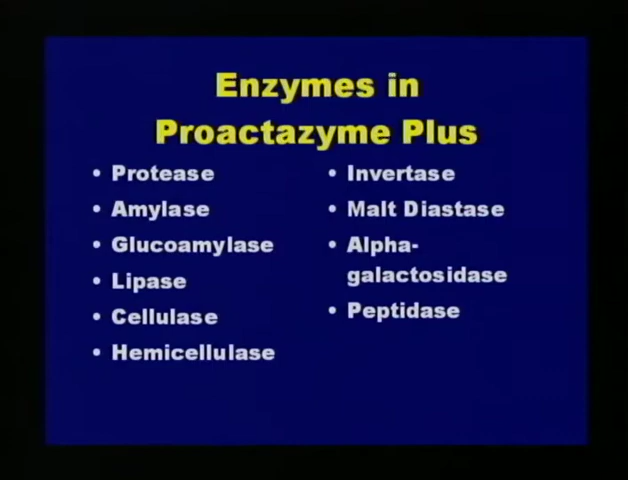 Enzymes in
Proactazyme Plus
• Protease
• Amylase
• Glucoamylase
• Lipase
• Cellulase
• Hemicellulase
• Invertase
• Malt Diastase
• Alpha-
galactosidase
• Peptidase